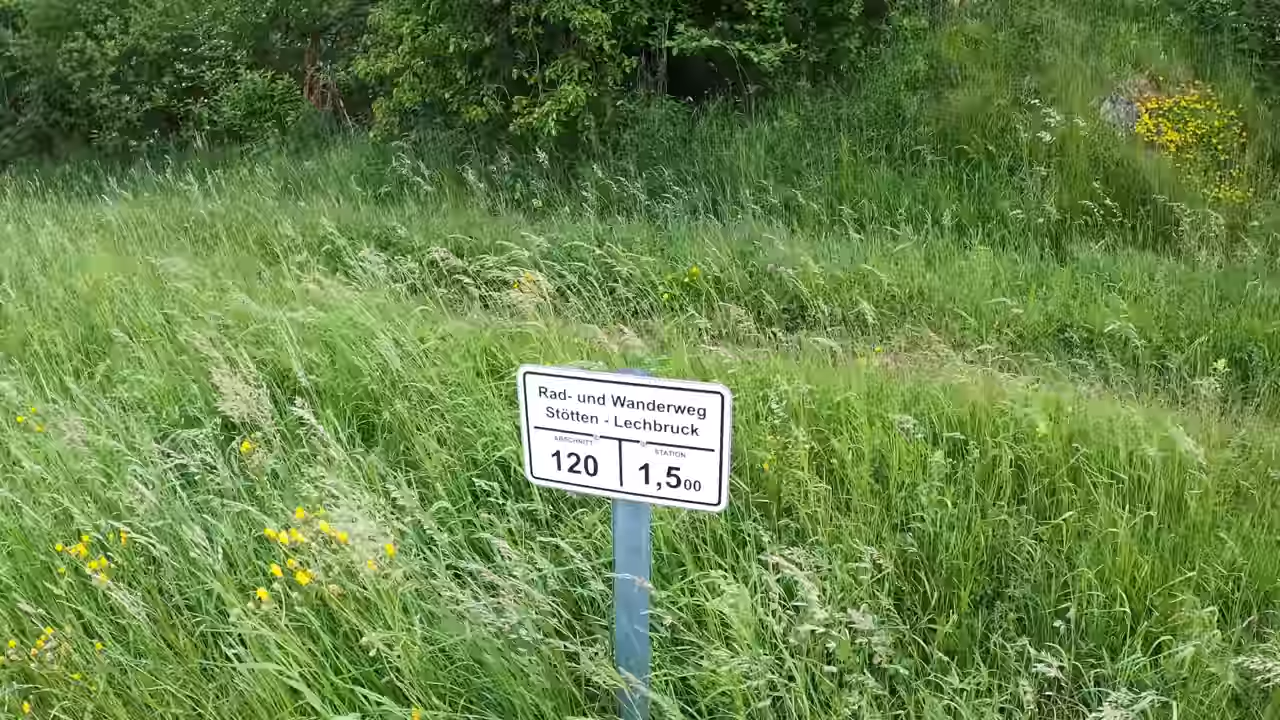 Rad- und Wanderweg
Stötten - Lechbruck
ABSCHNITT STATION
120 1,500